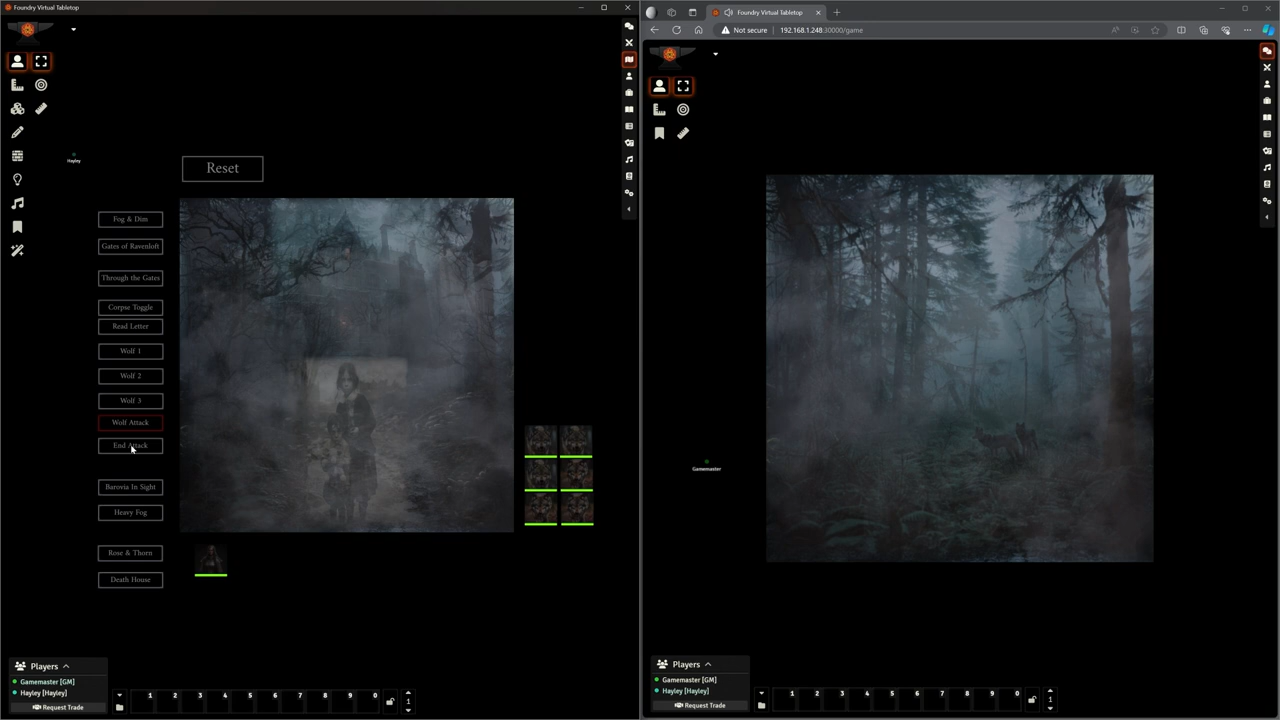 Foundry Virtual Tabletop
Hayley
Reset
Fog & Dim
Gates of Ravenloft
Through the Gates
Corpse Toggle
Read Letter
Wolf 1
Wolf 2
Wolf 3
Wolf Attack
End Attack
Barovia In Sight
Heavy Fog
Rose & Thorn
Death House
Players
Gamemaster [GM]
Hayley [Hayley]
Request Trade
1 2 3 4 5 6 7 8 9 0
1
Foundry Virtual Tabletop
Not secure 192.168.1.248:30000/game
Gamemaster
Players
Gamemaster [GM]
Hayley [Hayley]
Request Trade
1 2 3 4 5 6 7 8 9 0
1